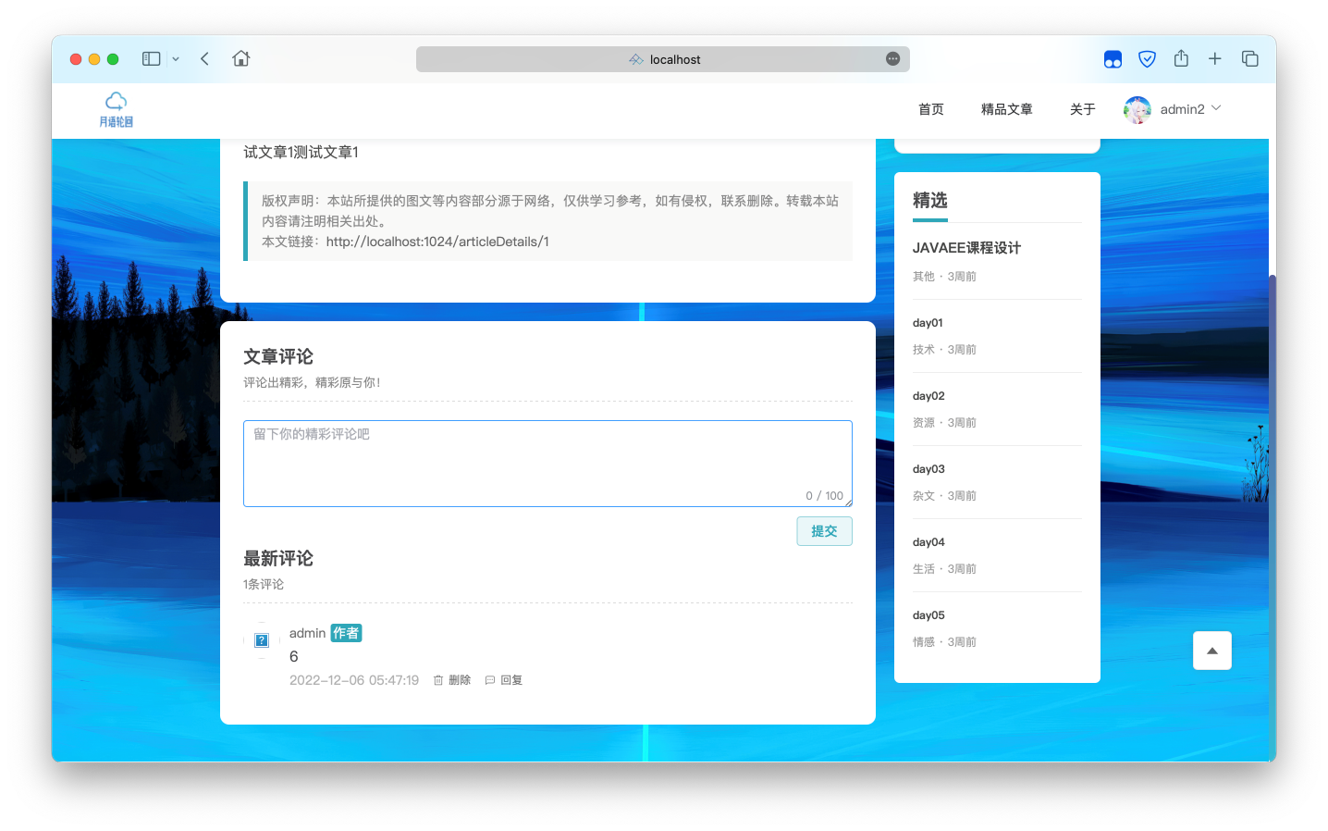 localhost
月语轮回
首页
精品文章
关于
admin2
试文章1测试文章1
版权声明：本站所提供的图文等内容部分源于网络，仅供学习参考，如有侵权，联系删除。转载本站
内容请注明相关出处。
本文链接：http://localhost:1024/articleDetails/1
文章评论
评论出精彩，精彩原与你！
留下你的精彩评论吧
0 / 100
提交
最新评论
1条评论
admin 作者
6
2022-12-06 05:47:19 删除 回复
精选
JAVAEE课程设计
其他 · 3周前
day01
技术 · 3周前
day02
资源 · 3周前
day03
杂文 · 3周前
day04
生活 · 3周前
day05
情感 · 3周前